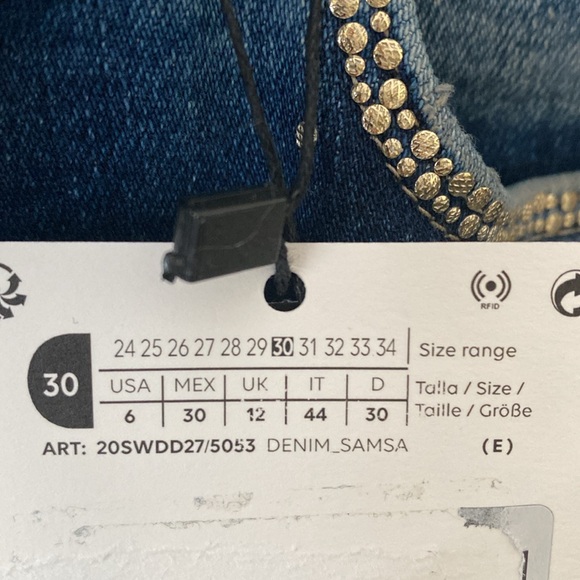 RFID
24 25 26 27 28 29 30 31 32 33 34 Size range
30
USA MEX UK IT D Talla / Size /
6 30 12 44 30 Taille / Größe
ART: 20SWDD27/5053 DENIM_SAMSA (E)